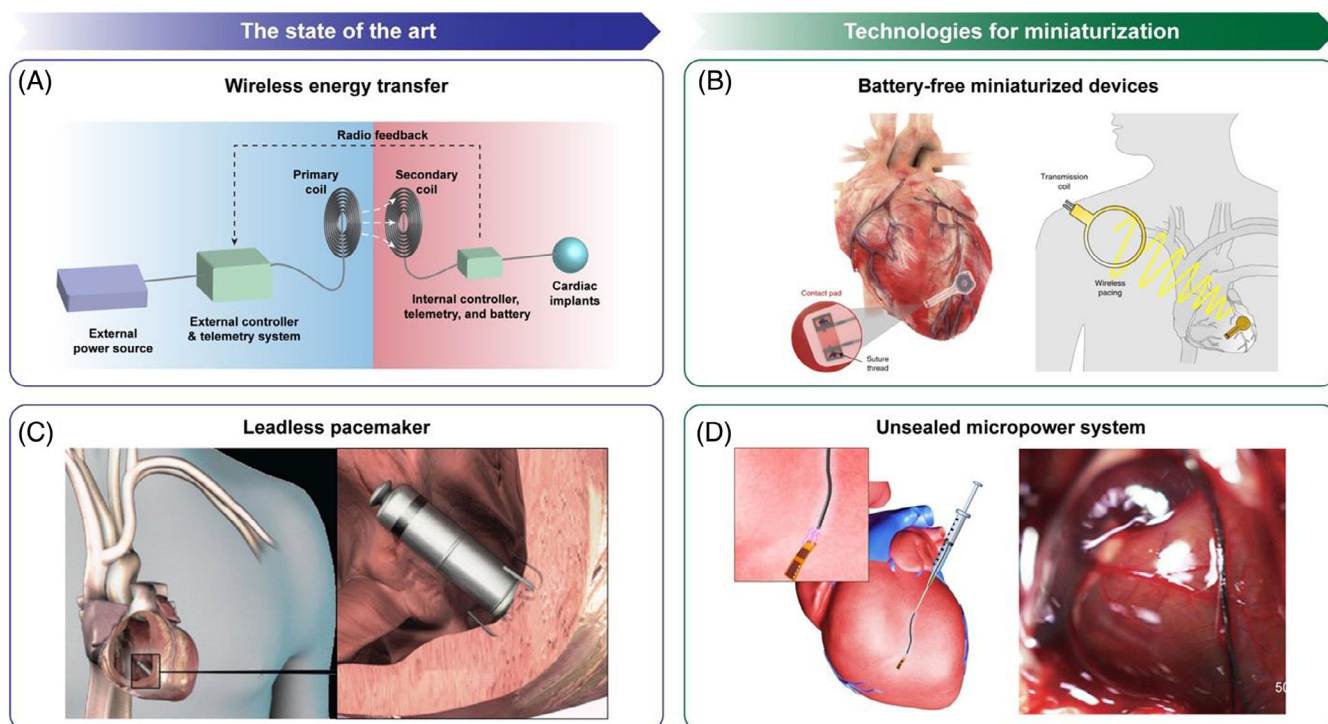 The state of the art
Technologies for miniaturization
(A)
Wireless energy transfer
Radio feedback
Primary
coil
Secondary
coil
External
power source
External controller
& telemetry system
Internal controller,
telemetry, and battery
Cardiac
implants
(B)
Battery-free miniaturized devices
Contact pad
Suture
thread
Transmission
coil
Wireless
pacing
(C)
Leadless pacemaker
(D)
Unsealed micropower system
50